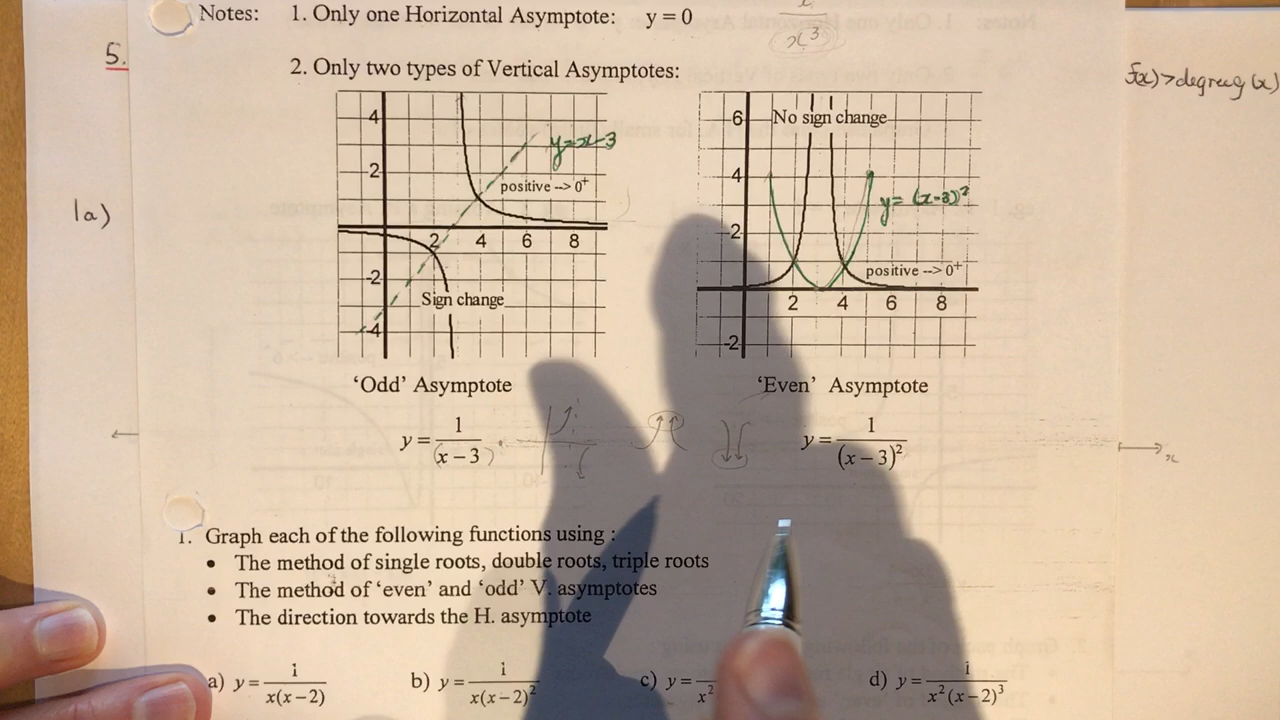 Notes: 1. Only one Horizontal Asymptote: y = 0
x³
5.
2. Only two types of Vertical Asymptotes:
f(x) > degree g(x)
4
2
-2
-4
2 4 6 8
y = x - 3
positive --> 0⁺
Sign change
6
4
2
-2
2 4 6 8
No sign change
y = (x-3)²
positive --> 0⁺
1a)
'Odd' Asymptote
'Even' Asymptote
y = 1/(x – 3)
y = 1/(x – 3)²
x
1. Graph each of the following functions using :
• The method of single roots, double roots, triple roots
• The method of 'even' and 'odd' V. asymptotes
• The direction towards the H. asymptote
a) y = 1/x(x – 2)
b) y = 1/x(x – 2)²
c) y = x²
d) y = 1/x²(x – 2)³